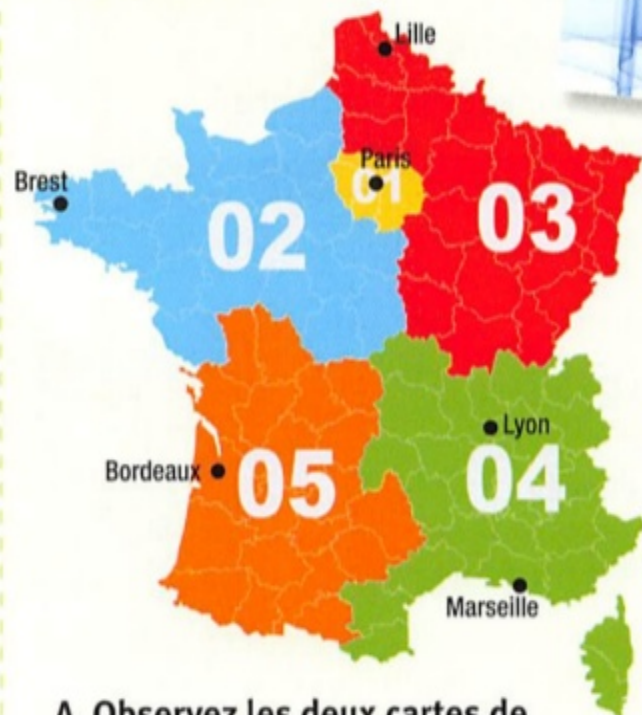 Lille
Paris
01
Brest
02
03
Lyon
Bordeaux
05
04
Marseille
A Observez les deux cartes de